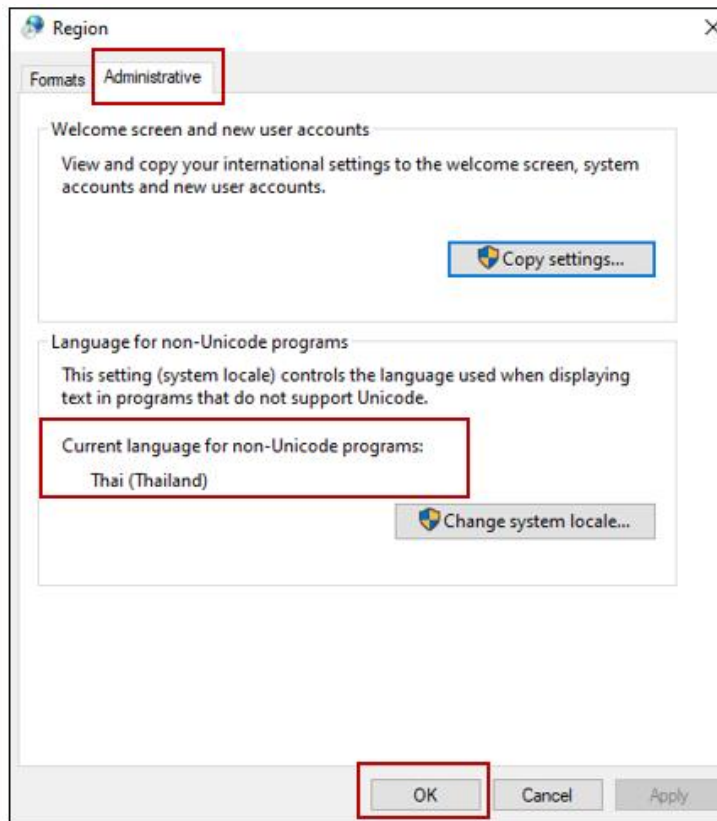 Region
Formats
Administrative
Welcome screen and new user accounts
View and copy your international settings to the welcome screen, system
accounts and new user accounts.
Copy settings...
Language for non-Unicode programs
This setting (system locale) controls the language used when displaying
text in programs that do not support Unicode.
Current language for non-Unicode programs:
Thai (Thailand)
Change system locale...
OK
Cancel
Apply